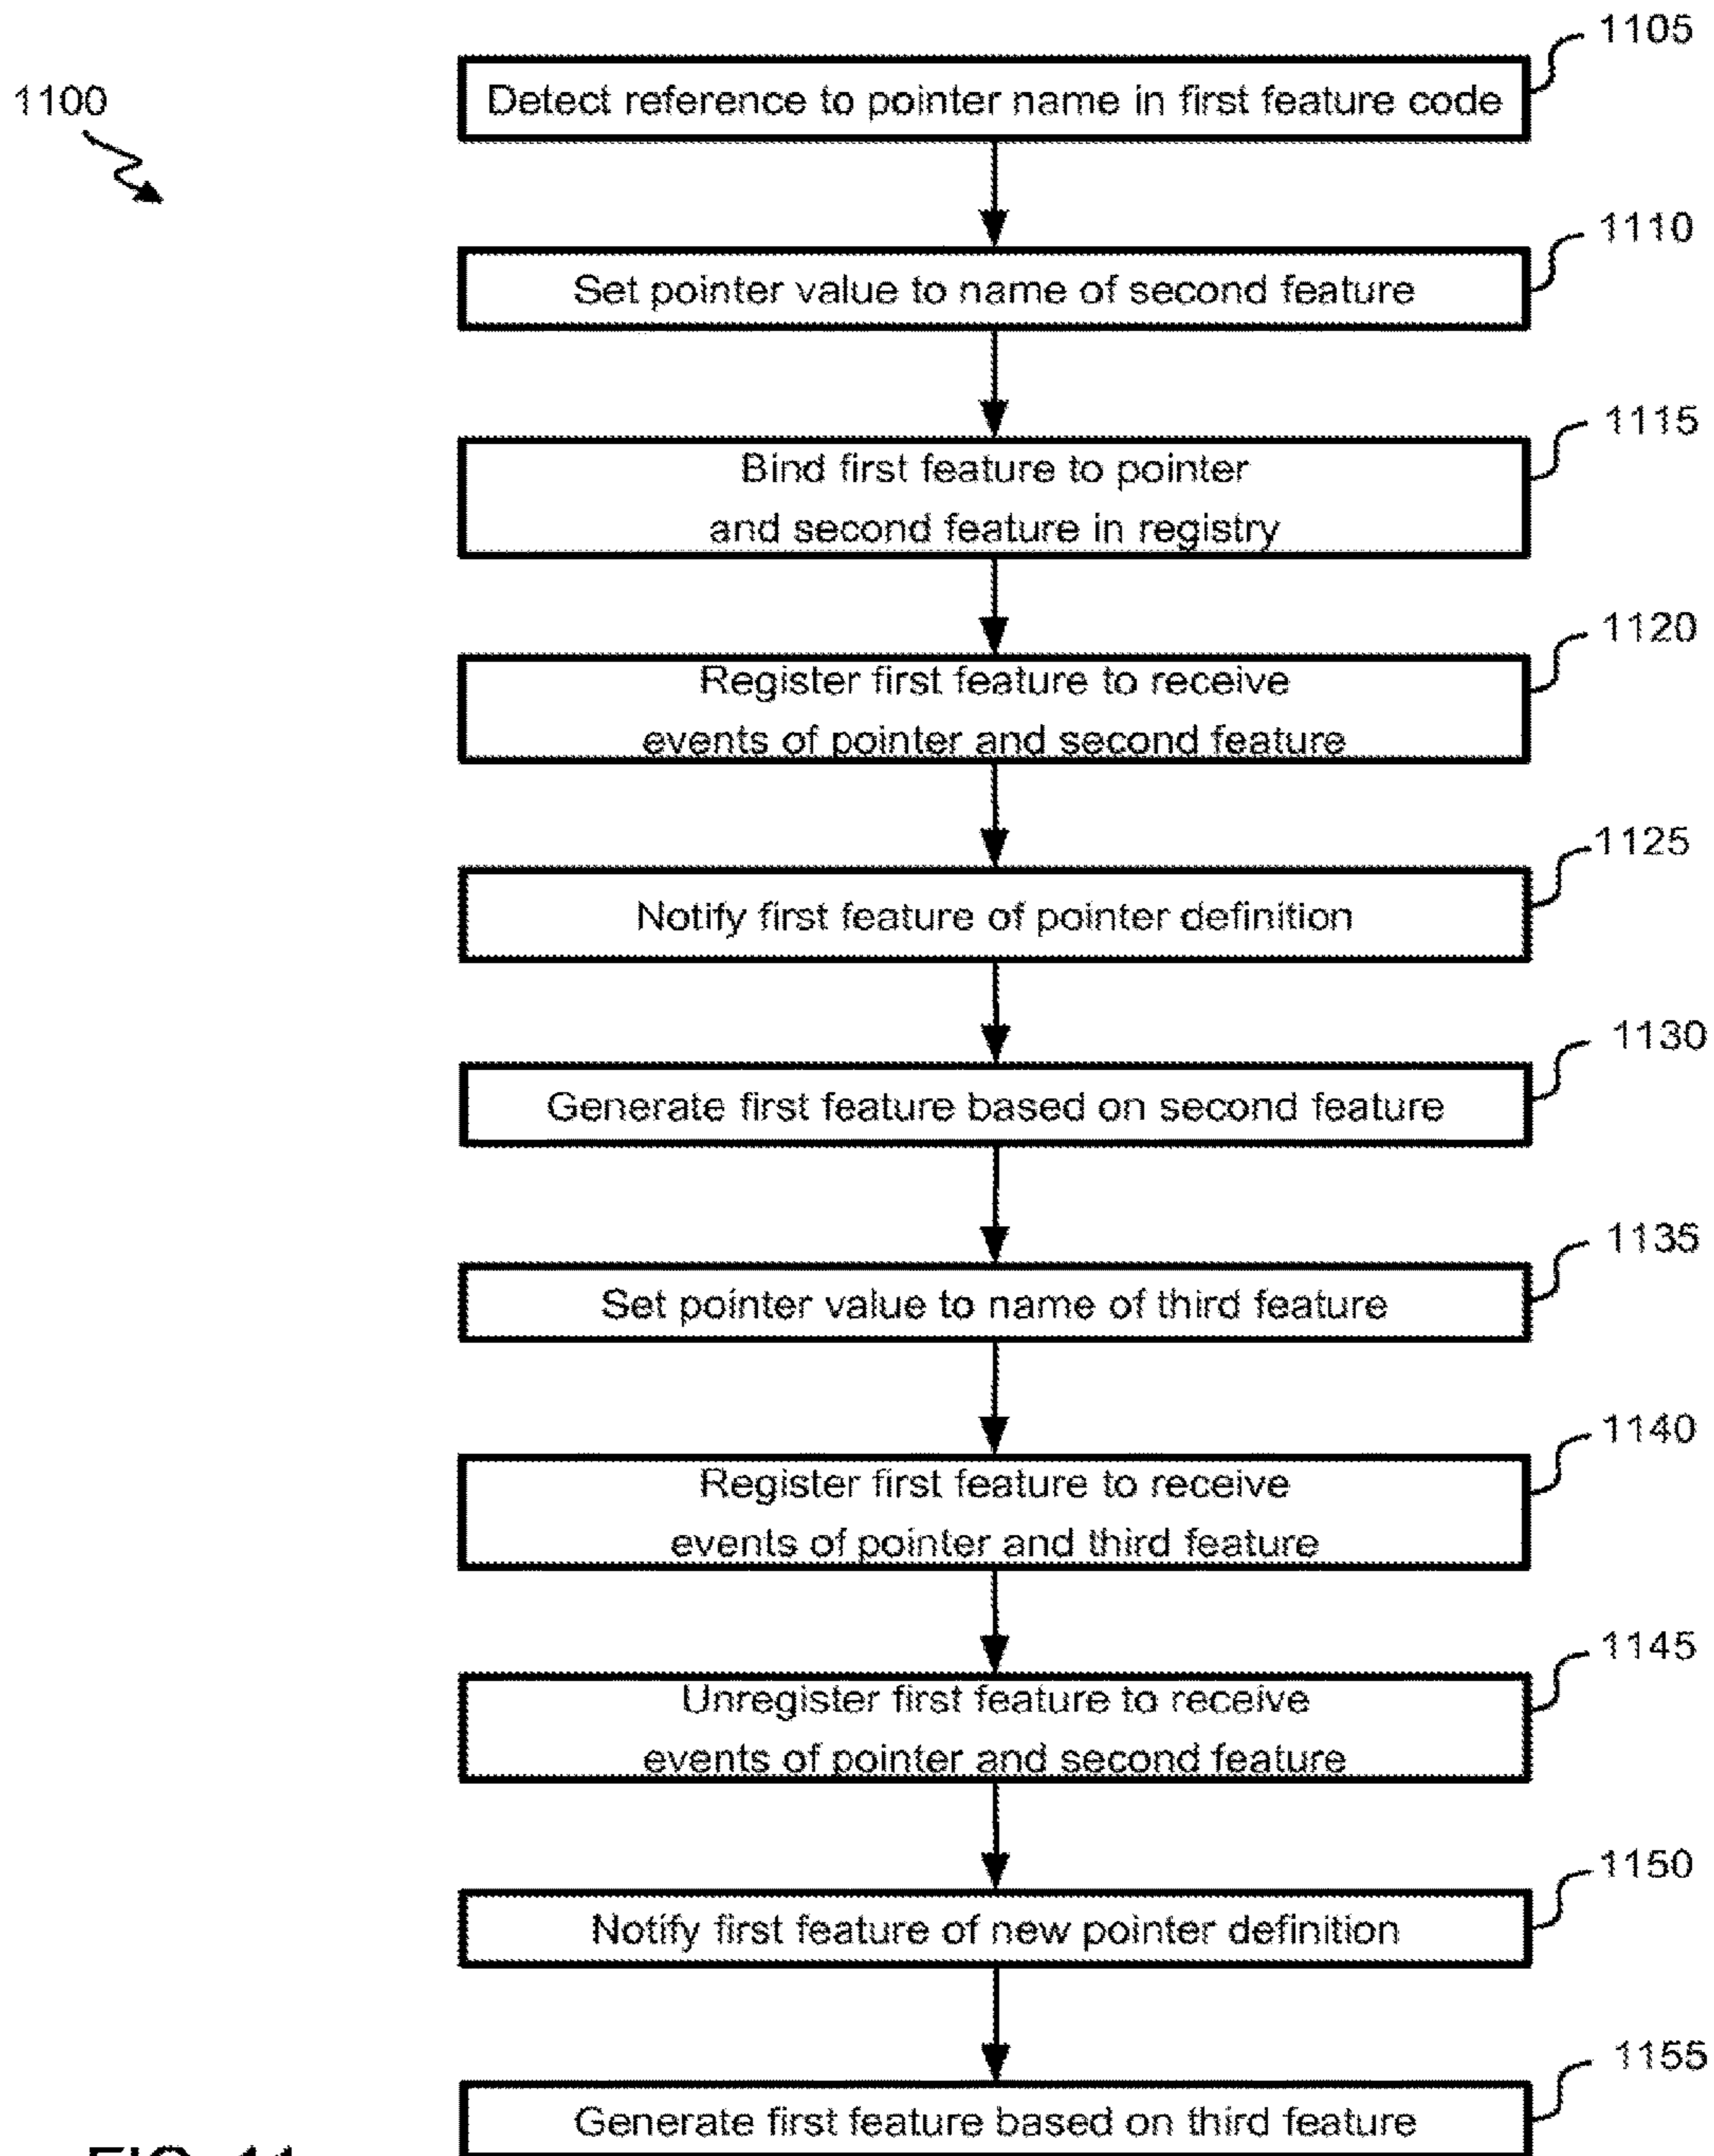 1105
1100
Detect reference to pointer name in first feature code
1110
Set pointer value to name of second feature
1115
Bind first feature to pointer
and second feature in registry
1120
Register first feature to receive
events of pointer and second feature
1125
Notify first feature of pointer definition
1130
Generate first feature based on second feature
1135
Set pointer value to name of third feature
1140
Register first feature to receive
events of pointer and third feature
1145
Unregister first feature to receive
events of pointer and second feature
1150
Notify first feature of new pointer definition
1155
Generate first feature based on third feature
FIG. 11